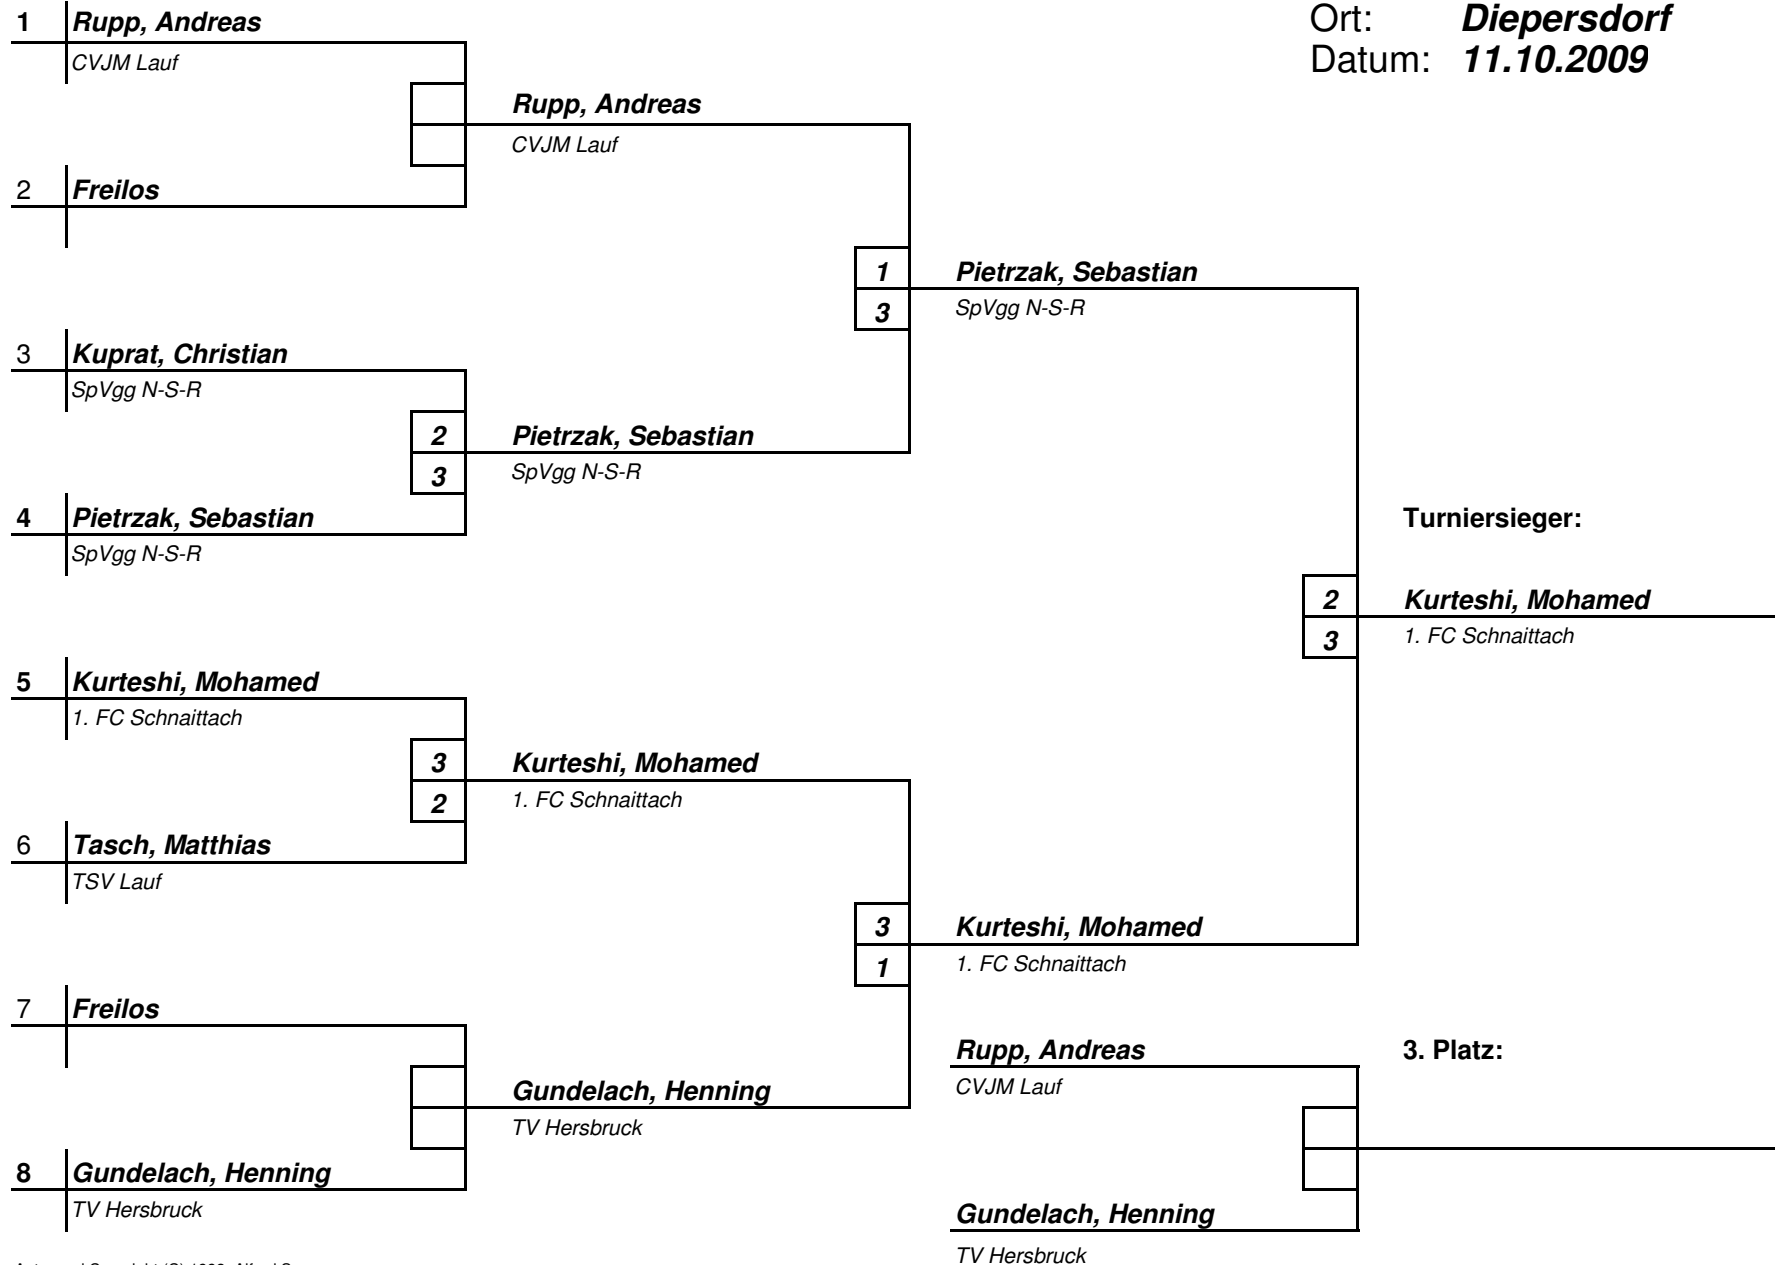 Ort: Diepersdorf
Datum: 11.10.2009
1 Rupp, Andreas
CVJM Lauf
Rupp, Andreas
CVJM Lauf
2 Freilos
1 Pietrzak, Sebastian
3 SpVgg N-S-R
3 Kuprat, Christian
SpVgg N-S-R
2 Pietrzak, Sebastian
3 SpVgg N-S-R
4 Pietrzak, Sebastian
SpVgg N-S-R
Turniersieger:
2 Kurteshi, Mohamed
3 1. FC Schnaittach
5 Kurteshi, Mohamed
1. FC Schnaittach
3 Kurteshi, Mohamed
2 1. FC Schnaittach
6 Tasch, Matthias
TSV Lauf
3 Kurteshi, Mohamed
1 1. FC Schnaittach
7 Freilos
Rupp, Andreas
CVJM Lauf
3. Platz:
Gundelach, Henning
TV Hersbruck
8 Gundelach, Henning
TV Hersbruck
Gundelach, Henning
TV Hersbruck